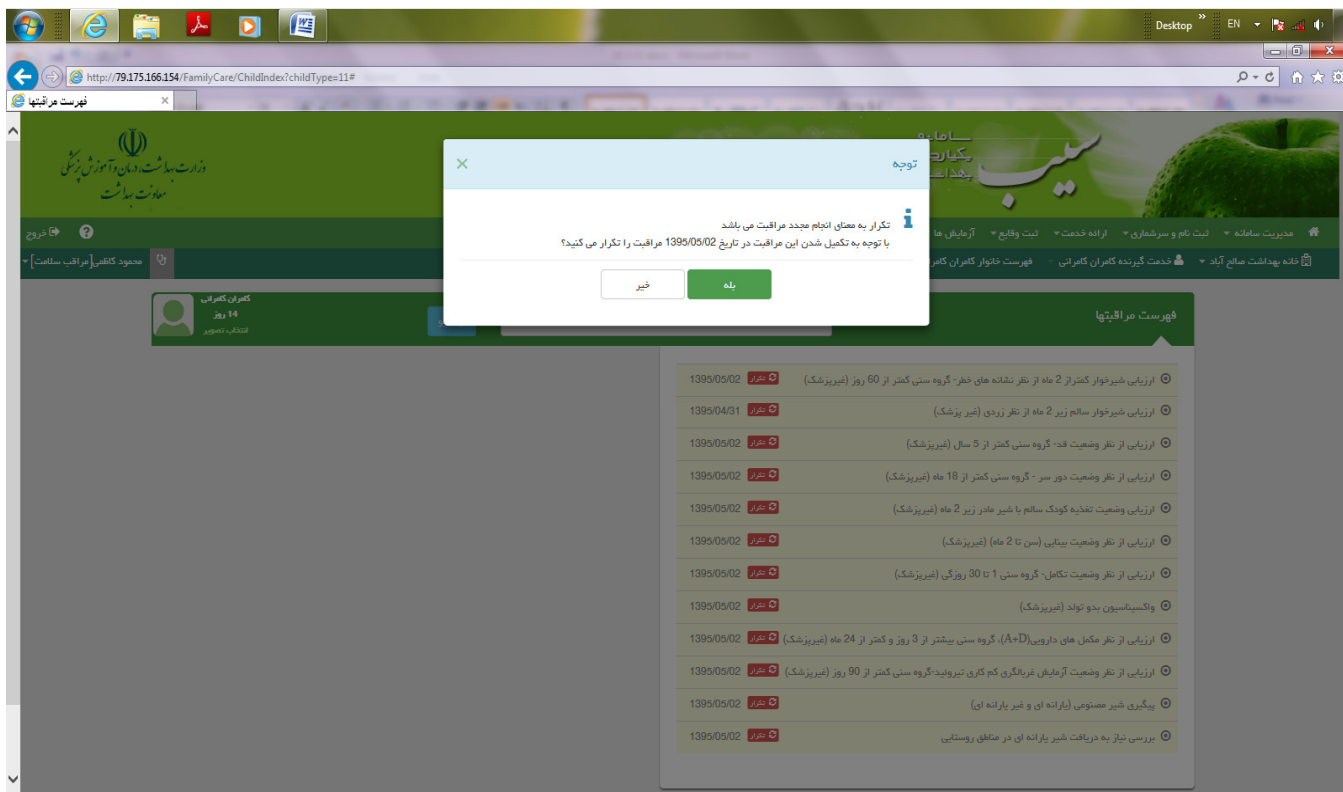 Desktop »
EN
http://79.175.166.154/FamilyCare/ChildIndex?childType=11#
فهرست مراقبتها
وزارت بهداشت، درمان و آموزش پزشکی
معاونت بهداشت
سیب
مدیریت سامانه
ثبت نام و سرشماری
ارائه خدمت
ثبت وقایع
آزمایش ها
خروج
خانه بهداشت صالح آباد
خدمت گیرنده کامران کامرانی
فهرست خانوار کامران
محمود کاظمی[مراقب سلامت]
توجه
تکرار به معنای انجام مجدد مراقبت می باشد
با توجه به تکمیل شدن این مراقبت در تاریخ 1395/05/02 مراقبت را تکرار می کنید؟
بله
خیر
کامران کامرانی
14 روز
انتخاب تصویر
فهرست مراقبتها
ارزیابی شیرخوار کمتراز 2 ماه از نظر نشانه های خطر- گروه سنی کمتر از 60 روز (غیرپزشک) تکرار 1395/05/02
ارزیابی شیرخوار سالم زیر 2 ماه از نظر زردی (غیر پزشک) تکرار 1395/04/31
ارزیابی از نظر وضعیت قد- گروه سنی کمتر از 5 سال (غیرپزشک) تکرار 1395/05/02
ارزیابی از نظر وضعیت دور سر - گروه سنی کمتر از 18 ماه (غیرپزشک) تکرار 1395/05/02
ارزیابی وضعیت تغذیه کودک سالم با شیر مادر زیر 2 ماه (غیرپزشک) تکرار 1395/05/02
ارزیابی از نظر وضعیت بینایی (سن تا 2 ماه) (غیرپزشک) تکرار 1395/05/02
ارزیابی از نظر وضعیت تکامل- گروه سنی 1 تا 30 روزگی (غیرپزشک) تکرار 1395/05/02
واکسیناسیون بدو تولد (غیرپزشک) تکرار 1395/05/02
ارزیابی از نظر مکمل های دارویی(A+D)، گروه سنی بیشتر از 3 روز و کمتر از 24 ماه (غیرپزشک) تکرار 1395/05/02
ارزیابی از نظر وضعیت آزمایش غربالگری کم کاری تیروئید-گروه سنی کمتر از 90 روز (غیرپزشک) تکرار 1395/05/02
پیگیری شیر مصنوعی (یارانه ای و غیر یارانه ای) تکرار 1395/05/02
بررسی نیاز به دریافت شیر یارانه ای در مناطق روستایی تکرار 1395/05/02